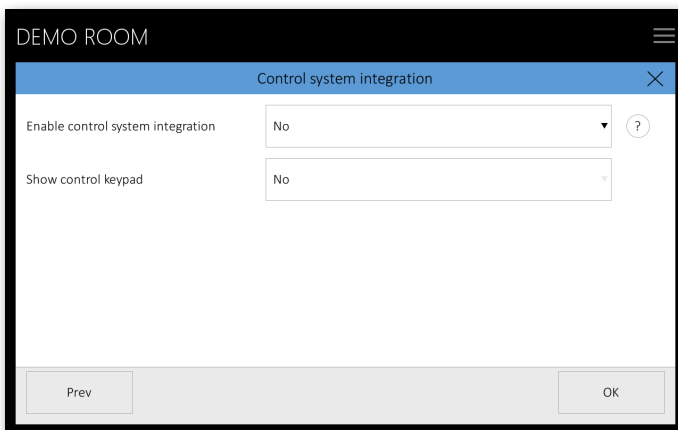 DEMO ROOM
Control system integration
Enable control system integration No ?
Show control keypad No
Prev OK